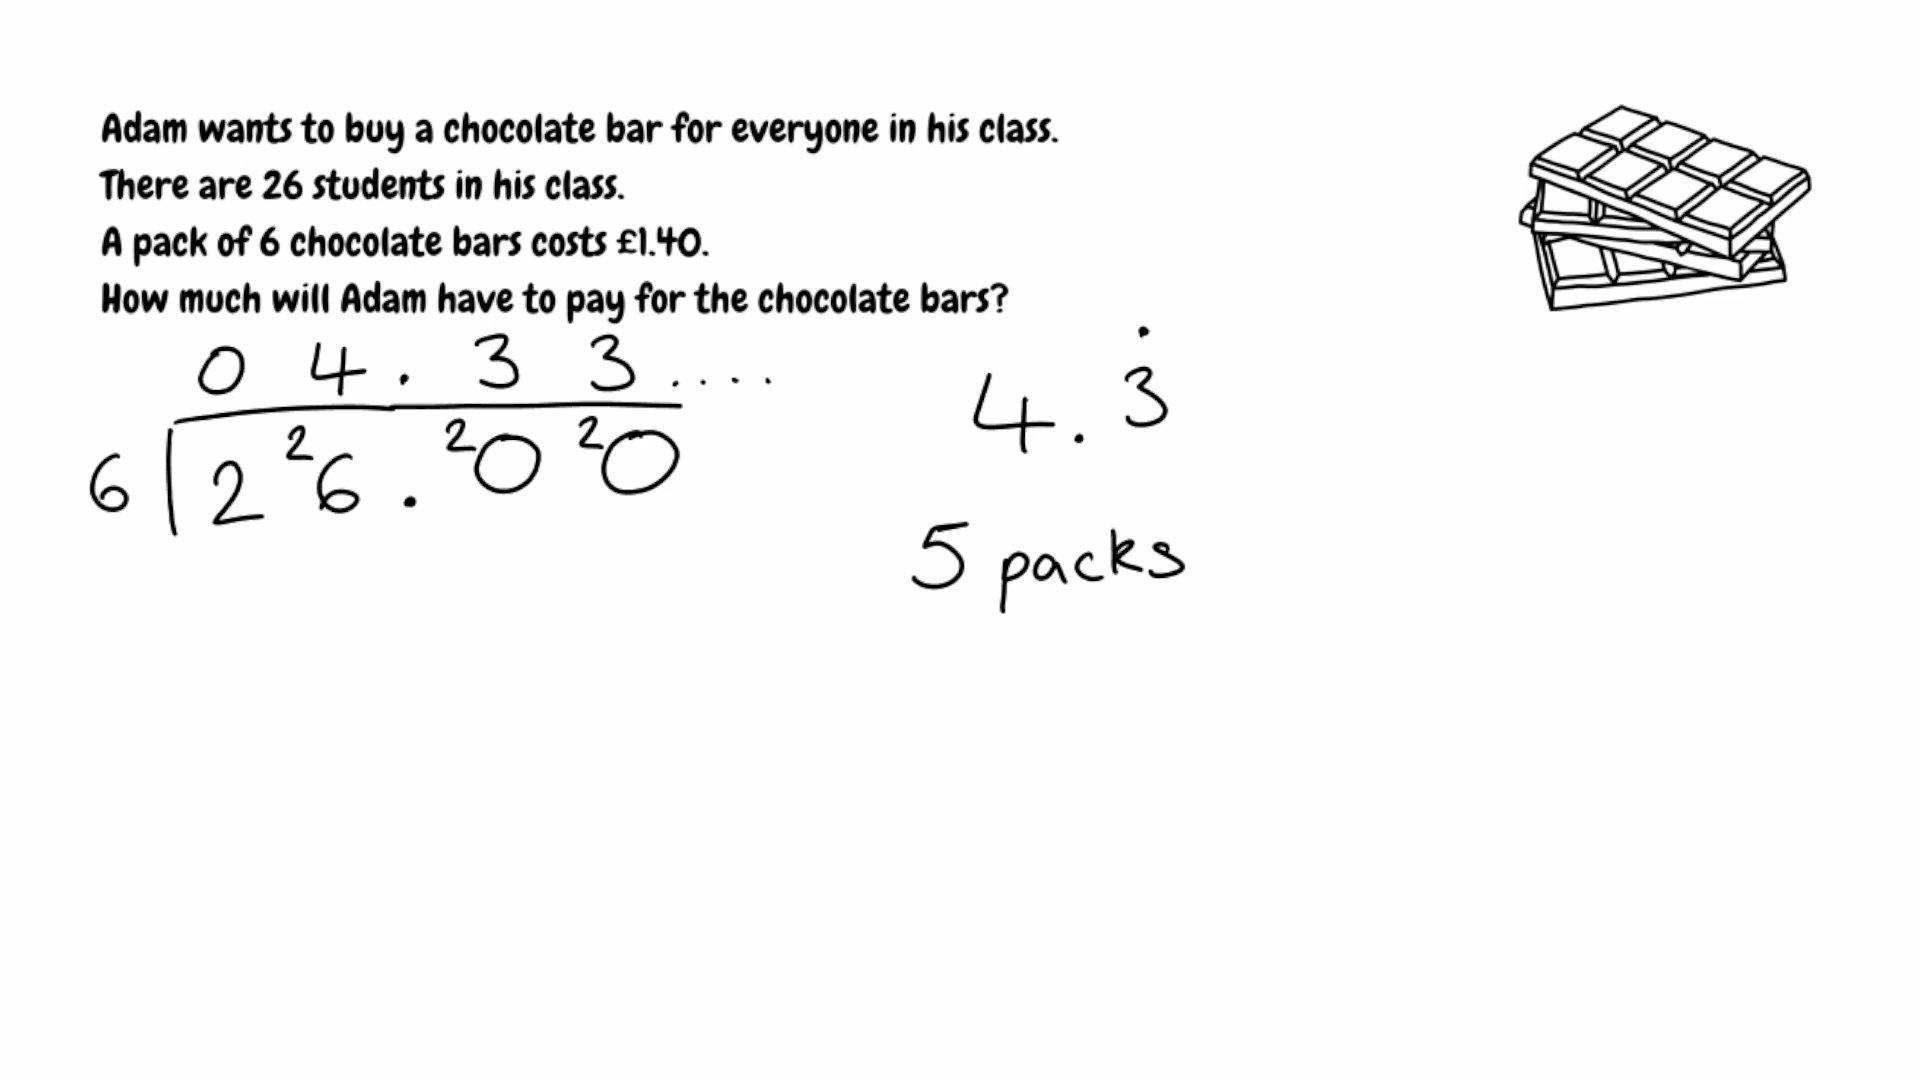 Adam wants to buy a chocolate bar for everyone in his class.
There are 26 students in his class.
A pack of 6 chocolate bars costs £1.40.
How much will Adam have to pay for the chocolate bars?
0 4 . 3 3 ....
6 2 ²6 . ²0 ²0
4 . 3̇
5 packs